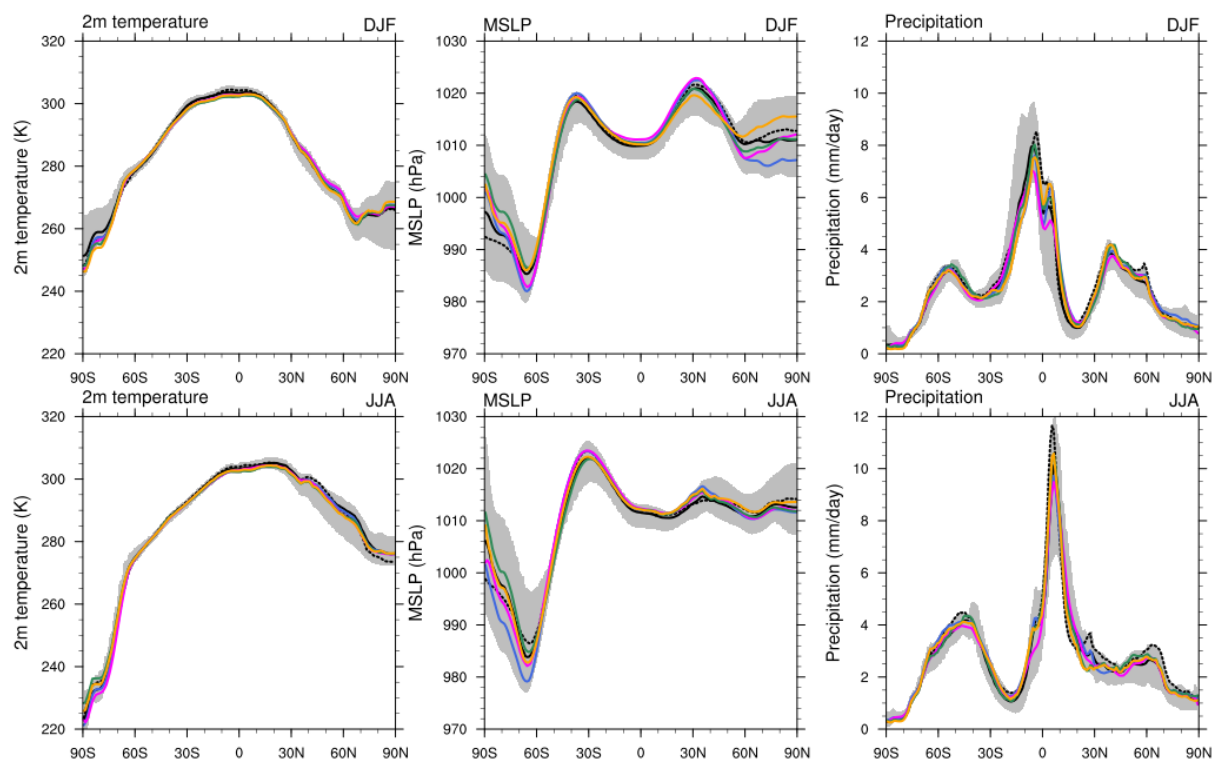 2m temperature DJF
320
300
280
260
240
220
2m temperature (K)
90S 60S 30S 0 30N 60N 90N
MSLP DJF
1030
1020
1010
1000
990
980
970
MSLP (hPa)
90S 60S 30S 0 30N 60N 90N
Precipitation DJF
12
10
8
6
4
2
0
Precipitation (mm/day)
90S 60S 30S 0 30N 60N 90N
2m temperature JJA
320
300
280
260
240
220
2m temperature (K)
90S 60S 30S 0 30N 60N 90N
MSLP JJA
1030
1020
1010
1000
990
980
970
MSLP (hPa)
90S 60S 30S 0 30N 60N 90N
Precipitation JJA
12
10
8
6
4
2
0
Precipitation (mm/day)
90S 60S 30S 0 30N 60N 90N